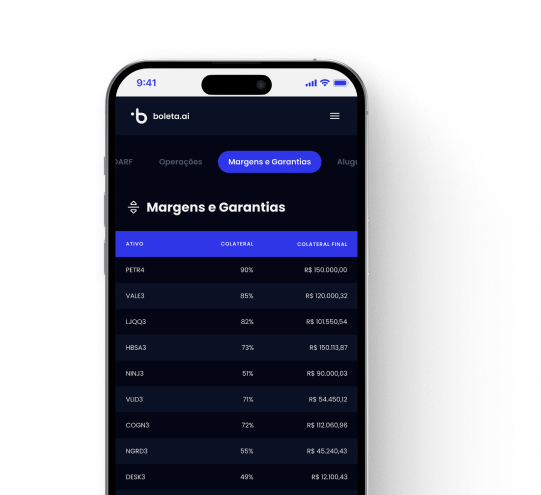 9:41
boleta.ai
DARF Operações Margens e Garantias Alugu
Margens e Garantias
ATIVO COLATERAL COLATERAL FINAL
PETR4 90% R$ 150.000,00
VALE3 85% R$ 120.000,32
LJQQ3 82% R$ 101.550,54
HBSA3 73% R$ 150.113,87
NINJ3 51% R$ 90.000,03
VLID3 71% R$ 54.450,12
COGN3 72% R$ 112.060,96
NGRD3 55% R$ 45.240,43
DESK3 49% R$ 12.100,43